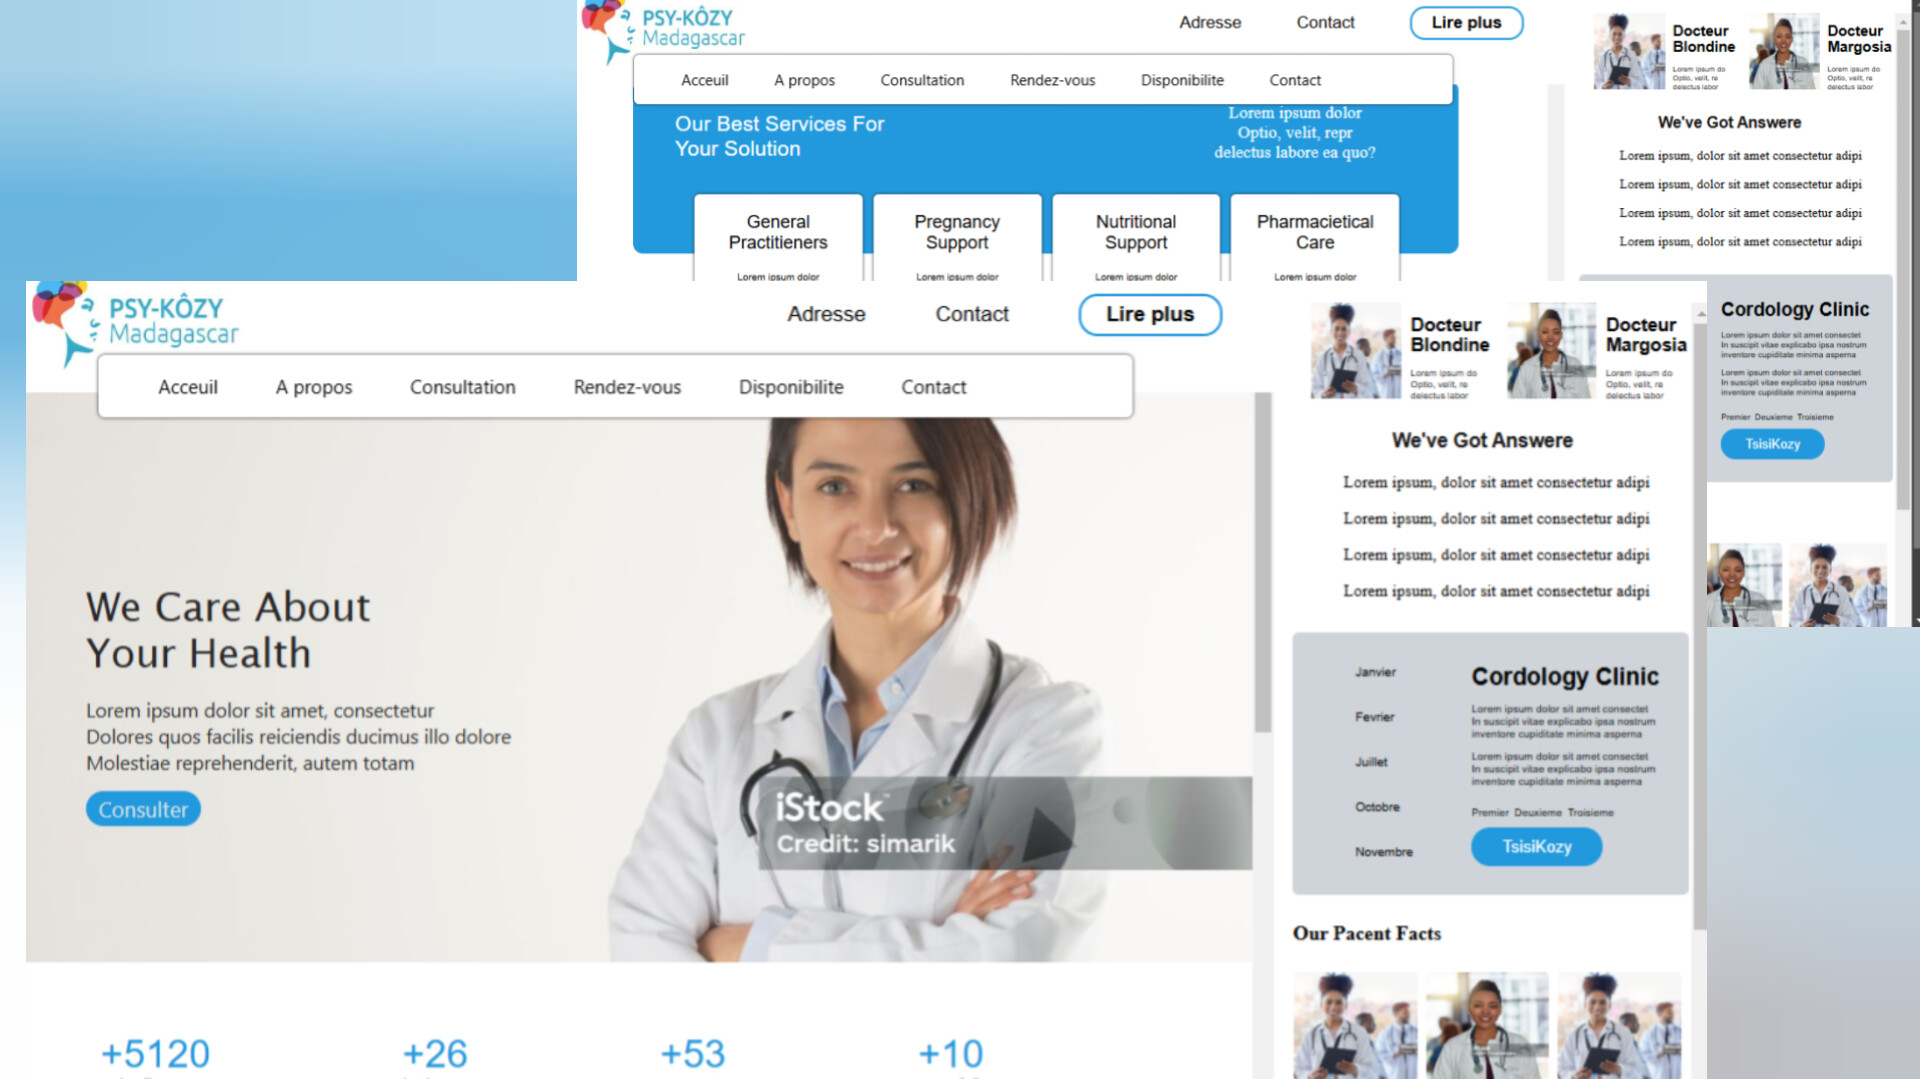 PSY-KÔZY
Madagascar
Adresse
Contact
Lire plus
Acceuil
A propos
Consultation
Rendez-vous
Disponibilite
Contact
Our Best Services For
Your Solution
Lorem ipsum dolor
Optio, velit, repr
delectus labore ea quo?
General
Practitieners
Lorem ipsum dolor
Pregnancy
Support
Lorem ipsum dolor
Nutritional
Support
Lorem ipsum dolor
Pharmacietical
Care
Lorem ipsum dolor
Docteur
Blondine
Lorem ipsum do
Optio, velit, re
delectus labor
Docteur
Margosia
Lorem ipsum do
Optio, velit, re
delectus labor
We've Got Answere
Lorem ipsum, dolor sit amet consectetur adipi
Lorem ipsum, dolor sit amet consectetur adipi
Lorem ipsum, dolor sit amet consectetur adipi
Lorem ipsum, dolor sit amet consectetur adipi
Cordology Clinic
Lorem ipsum dolor sit amet consectet
In suscipit vitae explicabo ipsa nostrum
inventore cupiditate minima asperna
Lorem ipsum dolor sit amet consectet
In suscipit vitae explicabo ipsa nostrum
inventore cupiditate minima asperna
Premier Deuxieme Troisieme
TsisiKozy
PSY-KÔZY
Madagascar
Adresse
Contact
Lire plus
Acceuil
A propos
Consultation
Rendez-vous
Disponibilite
Contact
We Care About
Your Health
Lorem ipsum dolor sit amet, consectetur
Dolores quos facilis reiciendis ducimus illo dolore
Molestiae reprehenderit, autem totam
Consulter
iStock™
Credit: simarik
+5120
+26
+53
+10
Docteur
Blondine
Lorem ipsum do
Optio, velit, re
delectus labor
Docteur
Margosia
Lorem ipsum do
Optio, velit, re
delectus labor
We've Got Answere
Lorem ipsum, dolor sit amet consectetur adipi
Lorem ipsum, dolor sit amet consectetur adipi
Lorem ipsum, dolor sit amet consectetur adipi
Lorem ipsum, dolor sit amet consectetur adipi
Janvier
Fevrier
Juillet
Octobre
Novembre
Cordology Clinic
Lorem ipsum dolor sit amet consectet
In suscipit vitae explicabo ipsa nostrum
inventore cupiditate minima asperna
Lorem ipsum dolor sit amet consectet
In suscipit vitae explicabo ipsa nostrum
inventore cupiditate minima asperna
Premier Deuxieme Troisieme
TsisiKozy
Our Pacent Facts